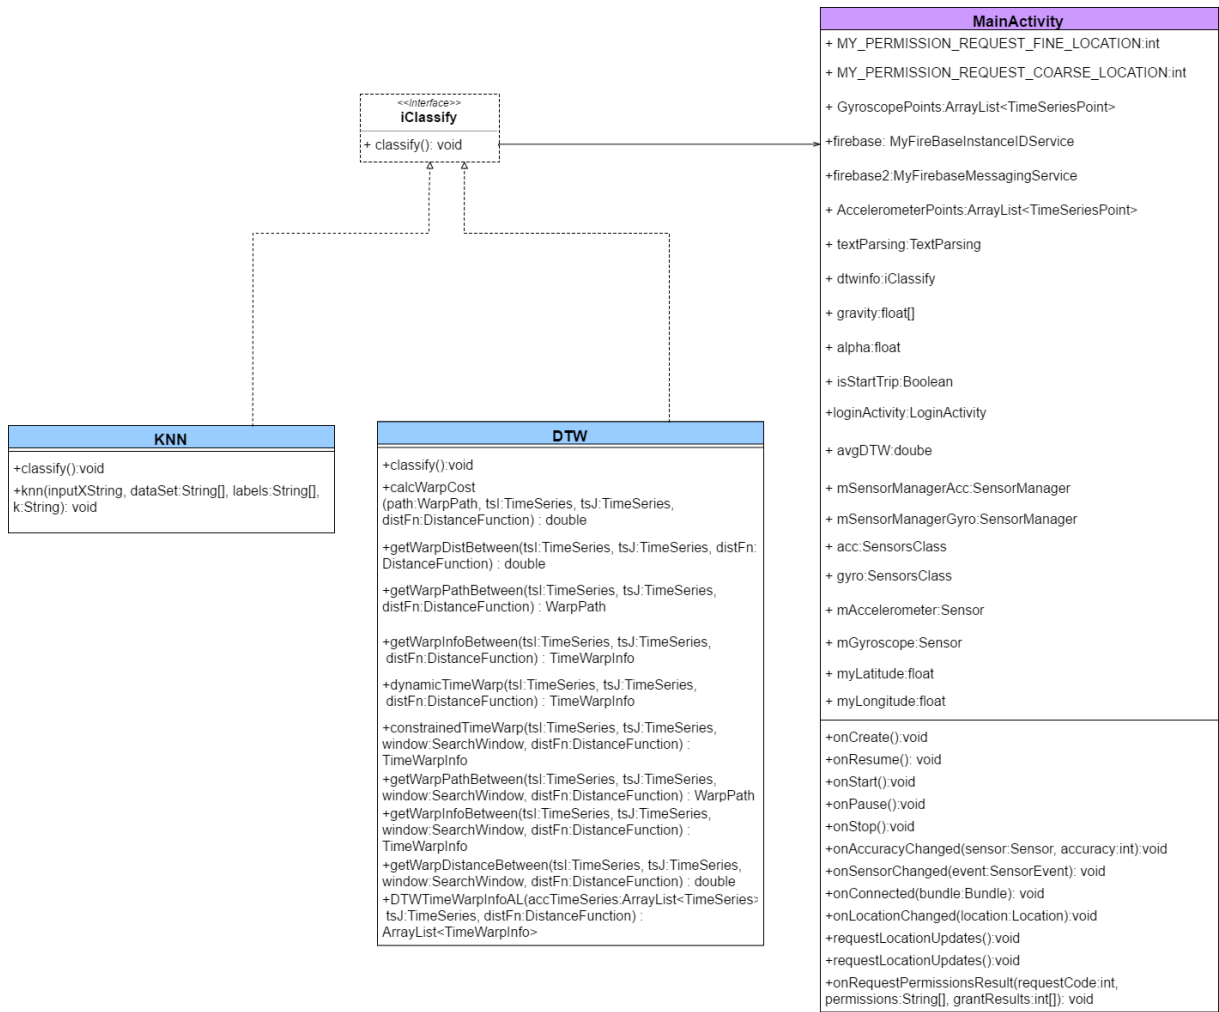 MainActivity
+ MY_PERMISSION_REQUEST_FINE_LOCATION:int
+ MY_PERMISSION_REQUEST_COARSE_LOCATION:int
+ GyroscopePoints:ArrayList<TimeSeriesPoint>
+firebase: MyFireBaseInstanceIDService
+firebase2:MyFirebaseMessagingService
+ AccelerometerPoints:ArrayList<TimeSeriesPoint>
+ textParsing:TextParsing
+ dtwinfo:iClassify
+ gravity:float[]
+ alpha:float
+ isStartTrip:Boolean
+loginActivity:LoginActivity
+ avgDTW:doube
+ mSensorManagerAcc:SensorManager
+ mSensorManagerGyro:SensorManager
+ acc:SensorsClass
+ gyro:SensorsClass
+ mAccelerometer:Sensor
+ mGyroscope:Sensor
+ myLatitude:float
+ myLongitude:float
+onCreate():void
+onResume(): void
+onStart():void
+onPause():void
+onStop():void
+onAccuracyChanged(sensor:Sensor, accuracy:int):void
+onSensorChanged(event:SensorEvent): void
+onConnected(bundle:Bundle): void
+onLocationChanged(location:Location):void
+requestLocationUpdates():void
+requestLocationUpdates():void
+onRequestPermissionsResult(requestCode:int,
permissions:String[], grantResults:int[]): void
<<Interface>>
iClassify
+ classify(): void
KNN
+classify():void
+knn(inputXString, dataSet:String[], labels:String[],
k:String): void
DTW
+classify():void
+calcWarpCost
(path:WarpPath, tsI:TimeSeries, tsJ:TimeSeries,
distFn:DistanceFunction) : double
+getWarpDistBetween(tsI:TimeSeries, tsJ:TimeSeries, distFn:
DistanceFunction) : double
+getWarpPathBetween(tsI:TimeSeries, tsJ:TimeSeries,
distFn:DistanceFunction) : WarpPath
+getWarpInfoBetween(tsI:TimeSeries, tsJ:TimeSeries,
distFn:DistanceFunction) : TimeWarpInfo
+dynamicTimeWarp(tsI:TimeSeries, tsJ:TimeSeries,
distFn:DistanceFunction) : TimeWarpInfo
+constrainedTimeWarp(tsI:TimeSeries, tsJ:TimeSeries,
window:SearchWindow, distFn:DistanceFunction) :
TimeWarpInfo
+getWarpPathBetween(tsI:TimeSeries, tsJ:TimeSeries,
window:SearchWindow, distFn:DistanceFunction) : WarpPath
+getWarpInfoBetween(tsI:TimeSeries, tsJ:TimeSeries,
window:SearchWindow, distFn:DistanceFunction) :
TimeWarpInfo
+getWarpDistanceBetween(tsI:TimeSeries, tsJ:TimeSeries,
window:SearchWindow, distFn:DistanceFunction) : double
+DTWTimeWarpInfoAL(accTimeSeries:ArrayList<TimeSeries>
tsJ:TimeSeries, distFn:DistanceFunction) :
ArrayList<TimeWarpInfo>